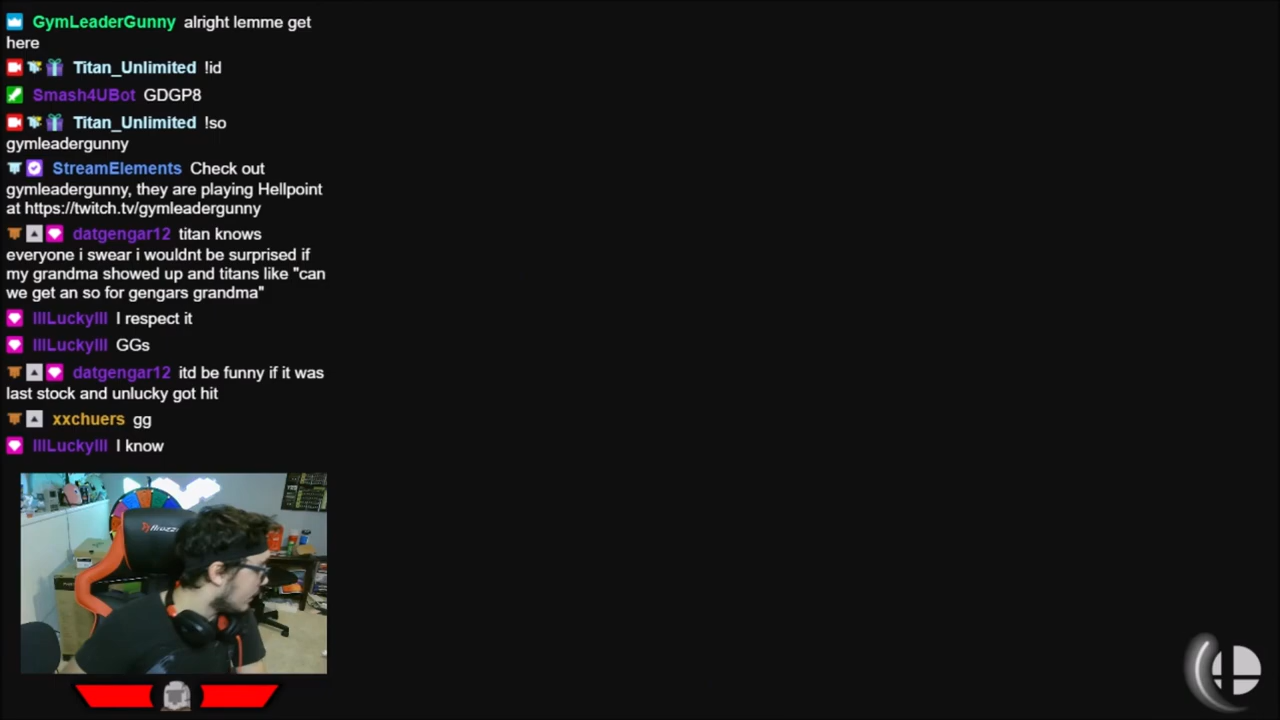 GymLeaderGunny alright lemme get
here
Titan_Unlimited !id
Smash4UBot GDGP8
Titan_Unlimited !so
gymleadergunny
StreamElements Check out
gymleadergunny, they are playing Hellpoint
at https://twitch.tv/gymleadergunny
datgengar12 titan knows
everyone i swear i wouldnt be surprised if
my grandma showed up and titans like "can
we get an so for gengars grandma"
IIILuckyIII I respect it
IIILuckyIII GGs
datgengar12 itd be funny if it was
last stock and unlucky got hit
xxchuers gg
IIILuckyIII I know